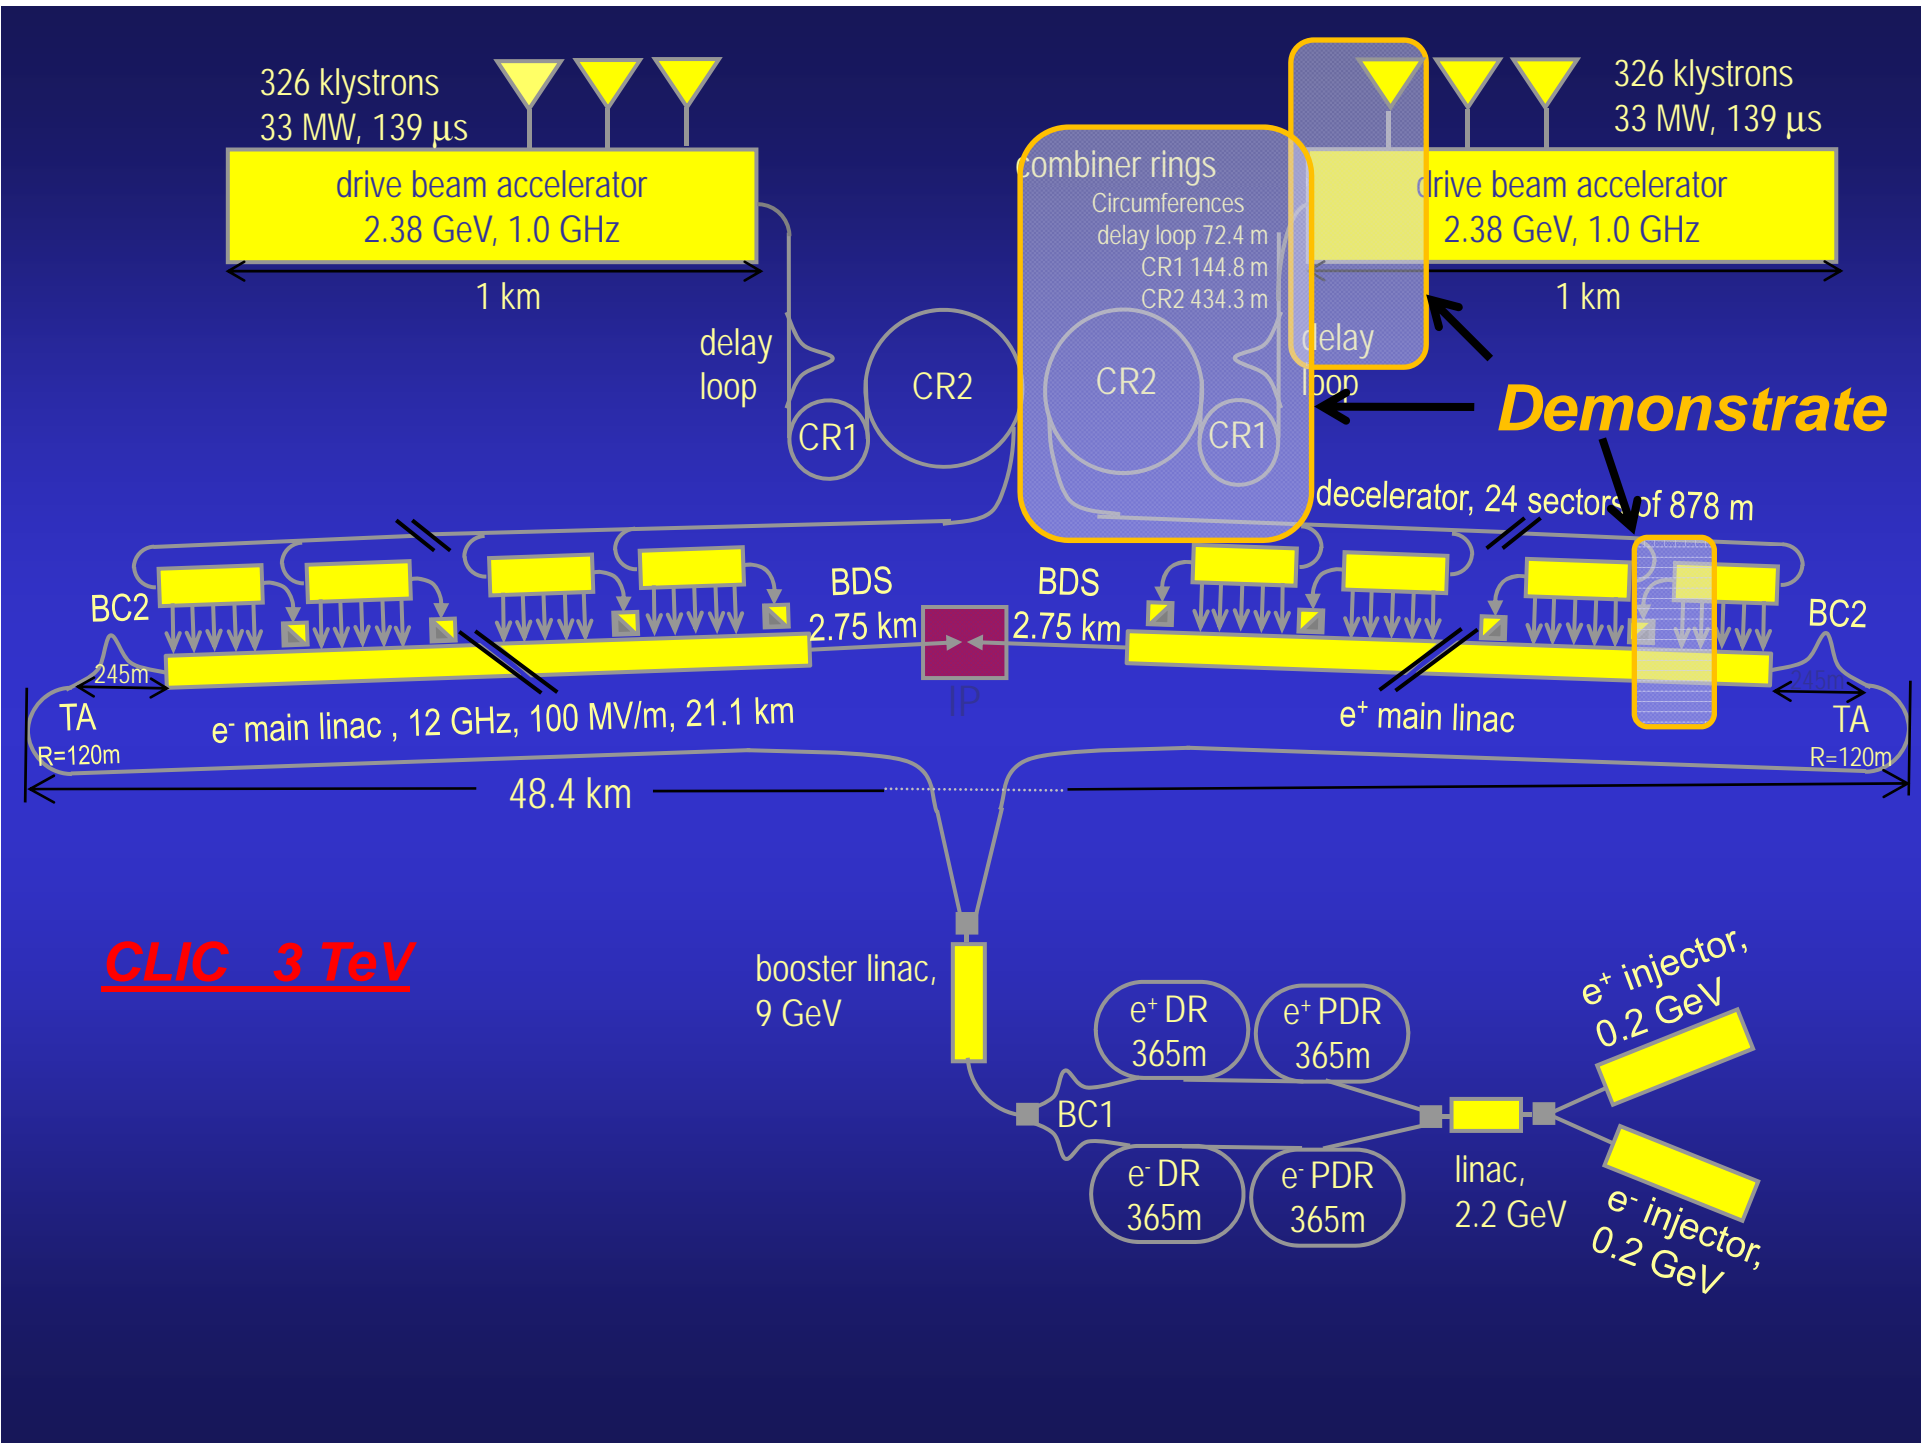 326 klystrons
33 MW, 139 μs
drive beam accelerator
2.38 GeV, 1.0 GHz
1 km
combiner rings
Circumferences
delay loop 72.4 m
CR1 144.8 m
CR2 434.3 m
326 klystrons
33 MW, 139 μs
drive beam accelerator
2.38 GeV, 1.0 GHz
1 km
delay
loop
CR2
CR1
CR2
CR1
delay
loop
Demonstrate
decelerator, 24 sectors of 878 m
BC2
BDS
2.75 km
BDS
2.75 km
BC2
245m
IP
245m
TA
R=120m
e- main linac , 12 GHz, 100 MV/m, 21.1 km
e+ main linac
TA
R=120m
48.4 km
CLIC 3 TeV
booster linac,
9 GeV
e+ DR
365m
e+ PDR
365m
e+ injector,
0.2 GeV
BC1
e- DR
365m
e- PDR
365m
linac,
2.2 GeV
e- injector,
0.2 GeV